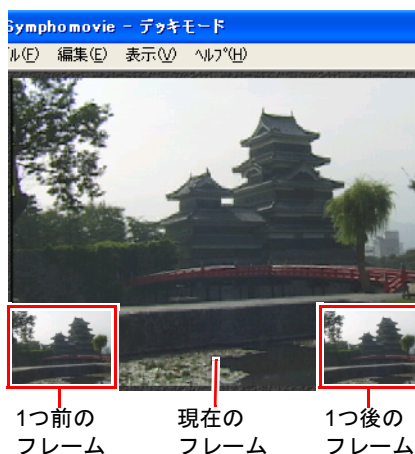 Symphomovie - デッキモード
ル(F) 編集(E) 表示(V) ヘルプ(H)
1つ前の
フレーム
現在の
フレーム
1つ後の
フレーム